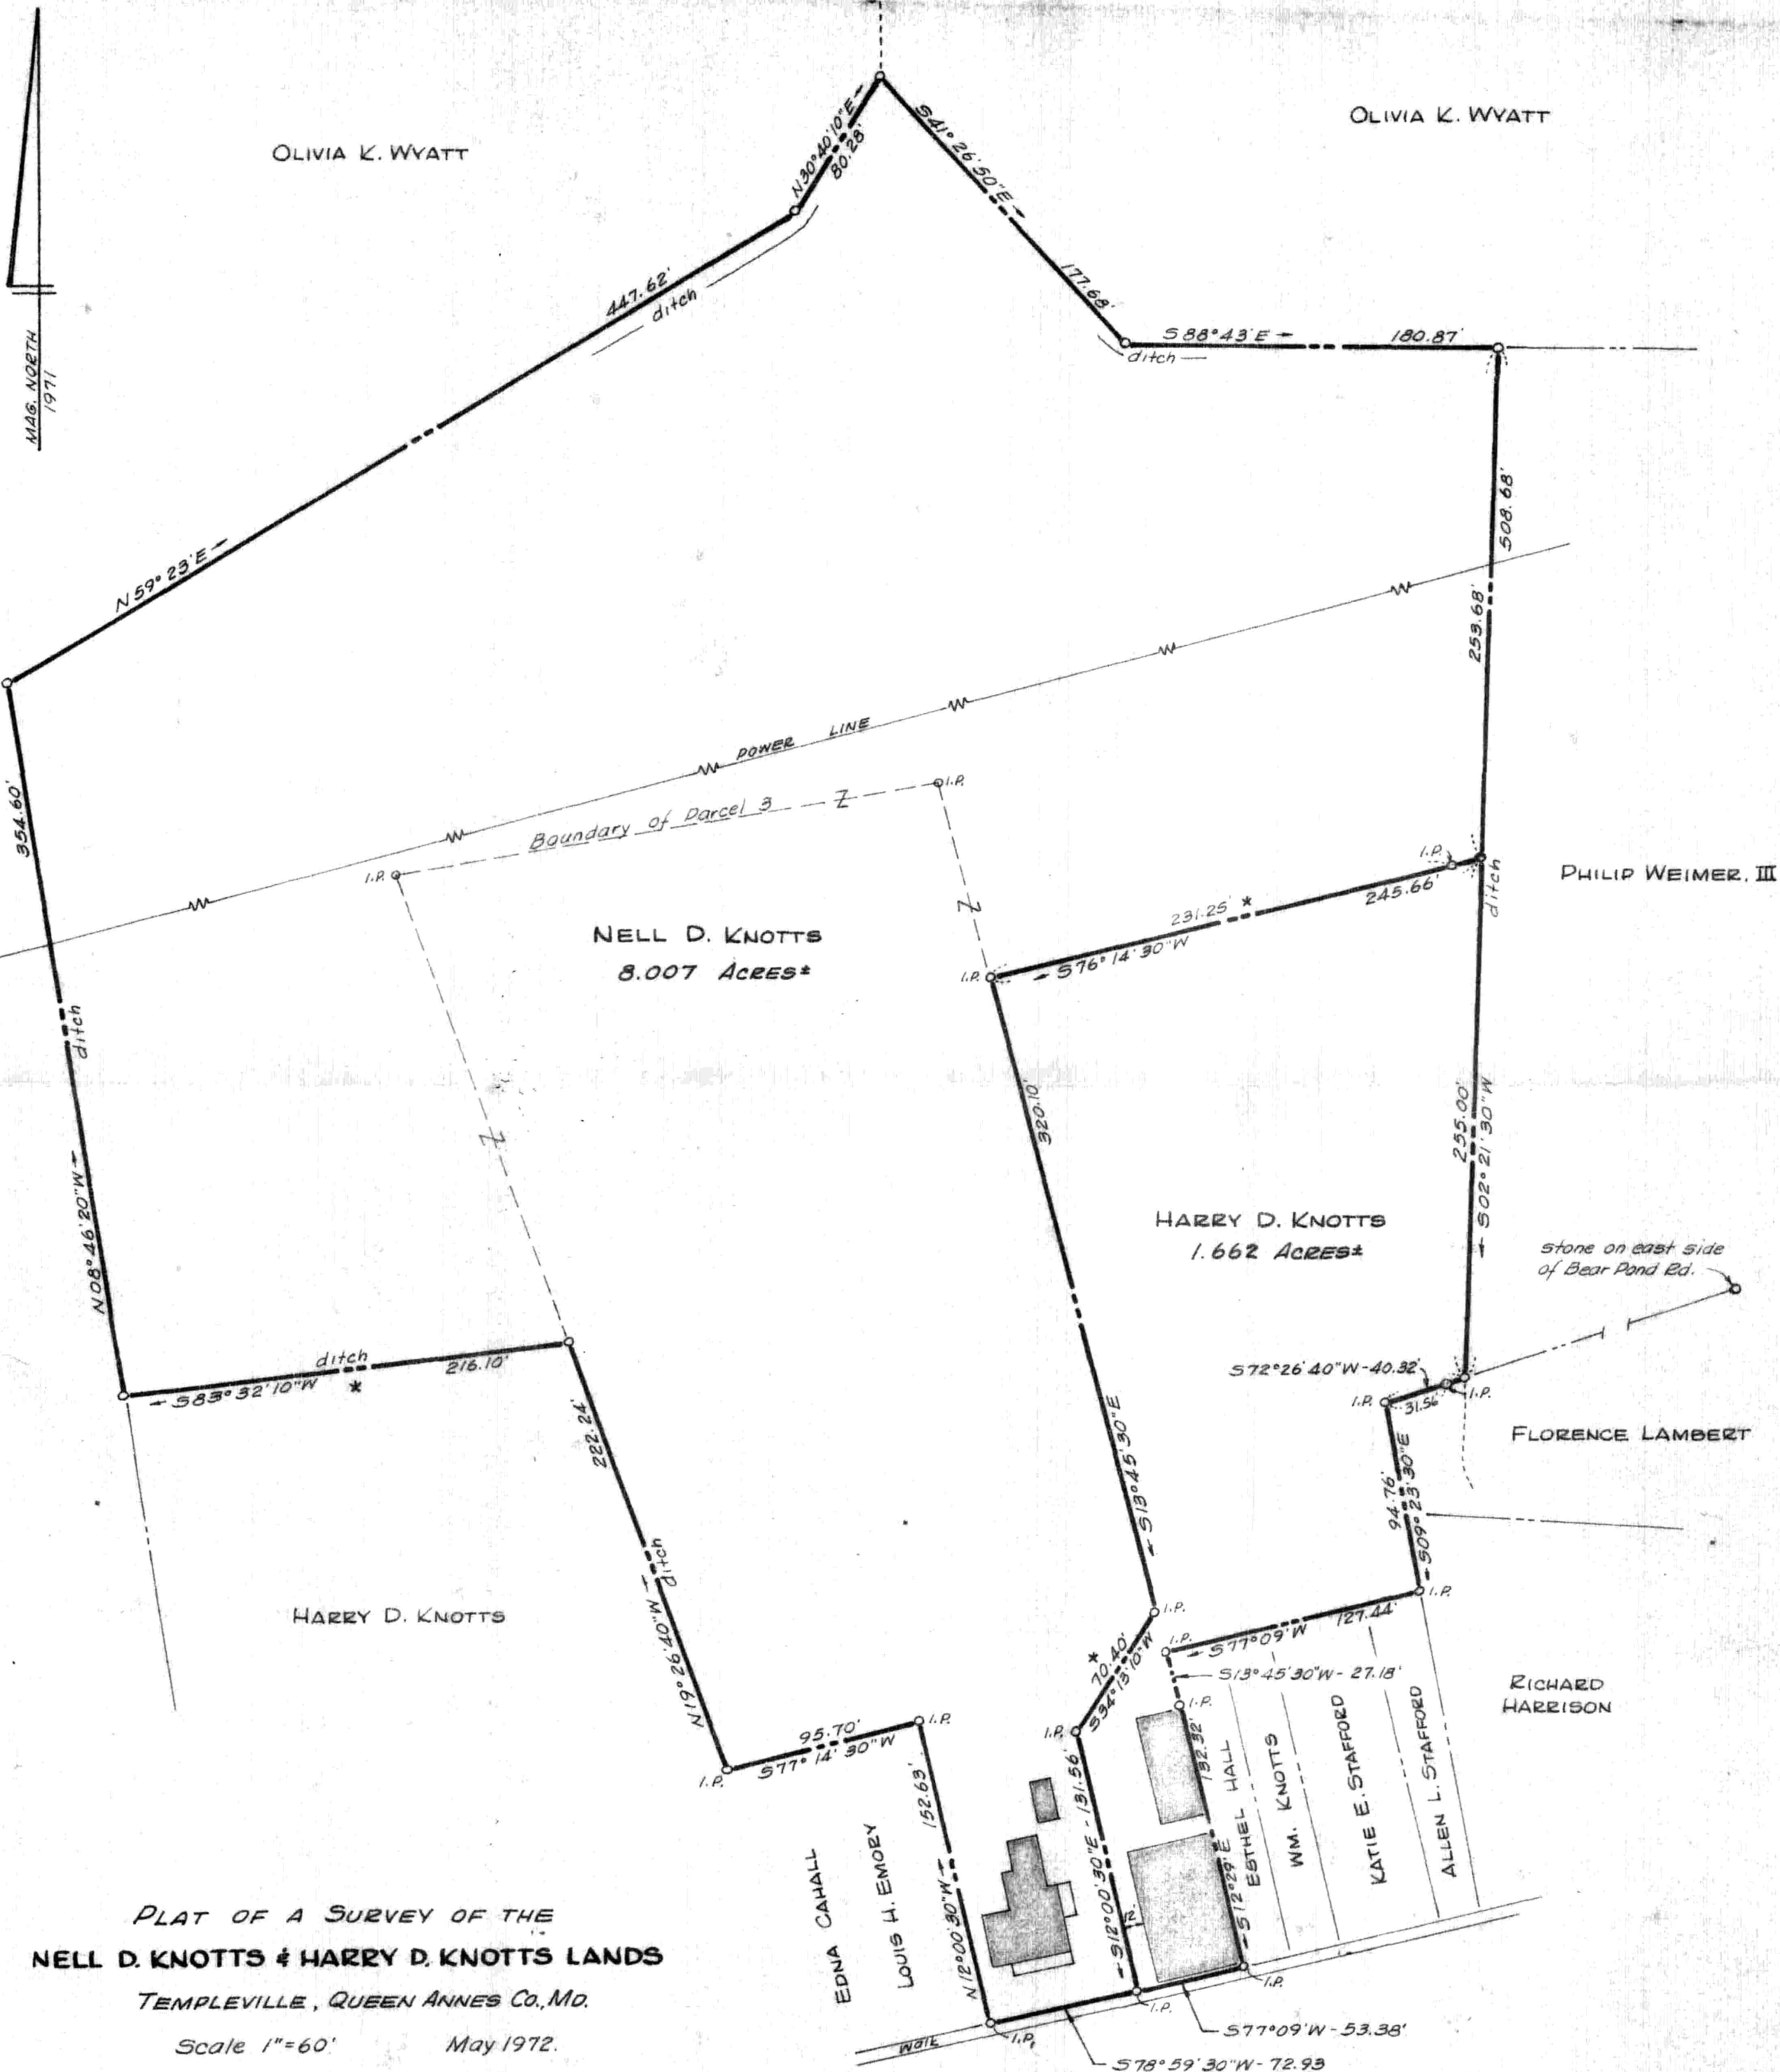 OLIVIA K. WYATT
OLIVIA K. WYATT
MAG. NORTH
1971
N30°40'10"E
80.28'
S41°26'50"E
177.68'
447.62'
ditch
S88°43'E
180.87'
ditch
N59°23'E
508.68'
253.68'
POWER LINE
Boundary of Parcel 3
I.P.
I.P.
354.60'
ditch
N08°46'20"W
NELL D. KNOTTS
8.007 ACRES±
I.P.
245.66'
231.25' *
S76°14'30"W
I.P.
ditch
PHILIP WEIMER, III
320.10'
S13°45'30"E
255.00'
S02°21'30"W
HARRY D. KNOTTS
1.662 ACRES±
stone on east side
of Bear Pond Rd.
ditch
216.10'
S83°32'10"W *
222.24'
ditch
N19°26'40"W
S72°26'40"W-40.32'
I.P.
31.56'
I.P.
FLORENCE LAMBERT
94.76'
S09°23'30"E
I.P.
HARRY D. KNOTTS
I.P.
* 70.40'
S34°13'10"W
I.P.
S77°09'W
127.44'
S13°45'30"W-27.18'
I.P.
I.P.
RICHARD
HARRISON
95.70'
S77°14'30"W
I.P.
I.P.
152.63'
N12°00'30"W
S12°00'30"E-131.56'
12'
132.32'
S12°29'E
ESTHEL HALL
WM. KNOTTS
KATIE E. STAFFORD
ALLEN L. STAFFORD
EDNA CAHALL
LOUIS H. EMORY
I.P.
I.P.
I.P.
Walk
S77°09'W-53.38'
S78°59'30"W-72.93
PLAT OF A SURVEY OF THE
NELL D. KNOTTS & HARRY D. KNOTTS LANDS
TEMPLEVILLE, QUEEN ANNES CO., MD.
Scale 1"=60' May 1972.